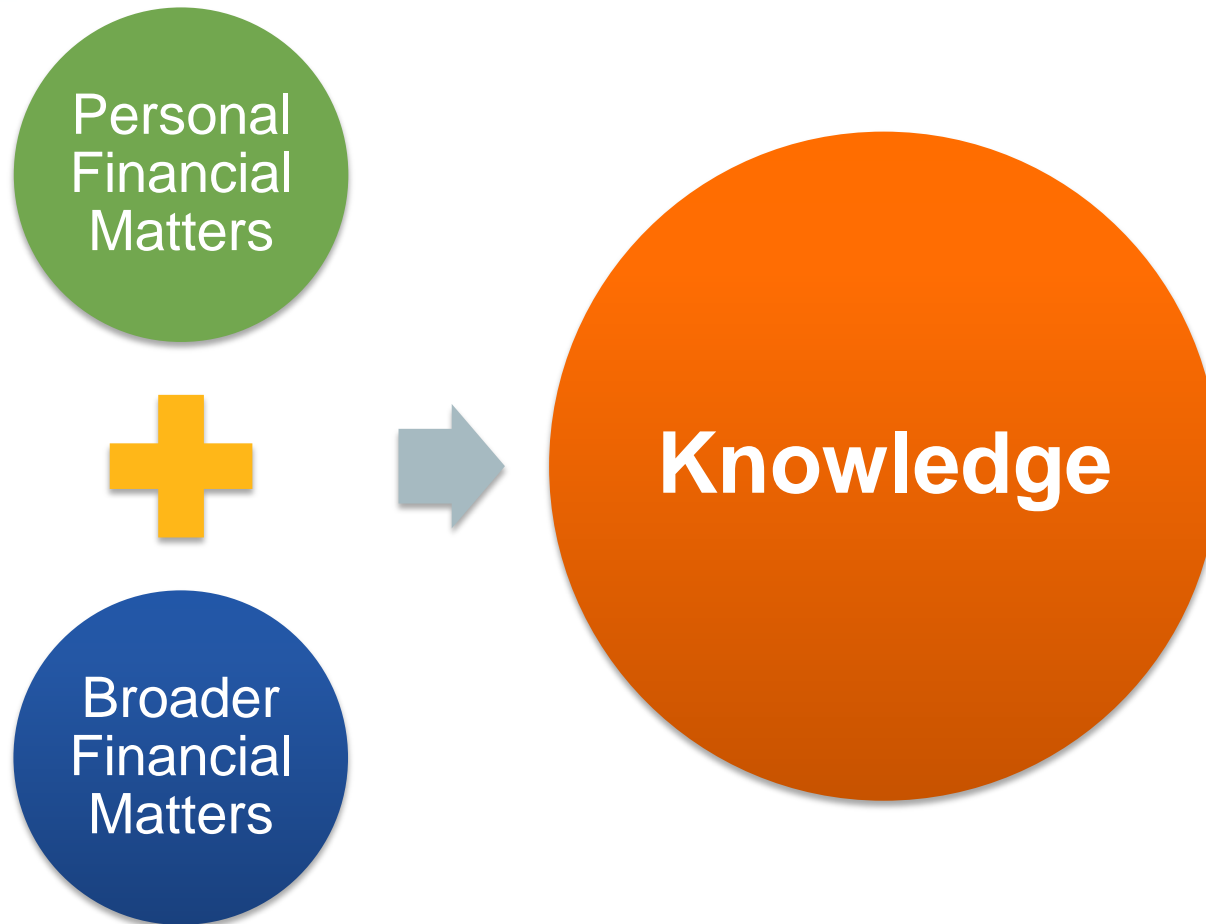 Personal
Financial
Matters
Knowledge
Broader
Financial
Matters